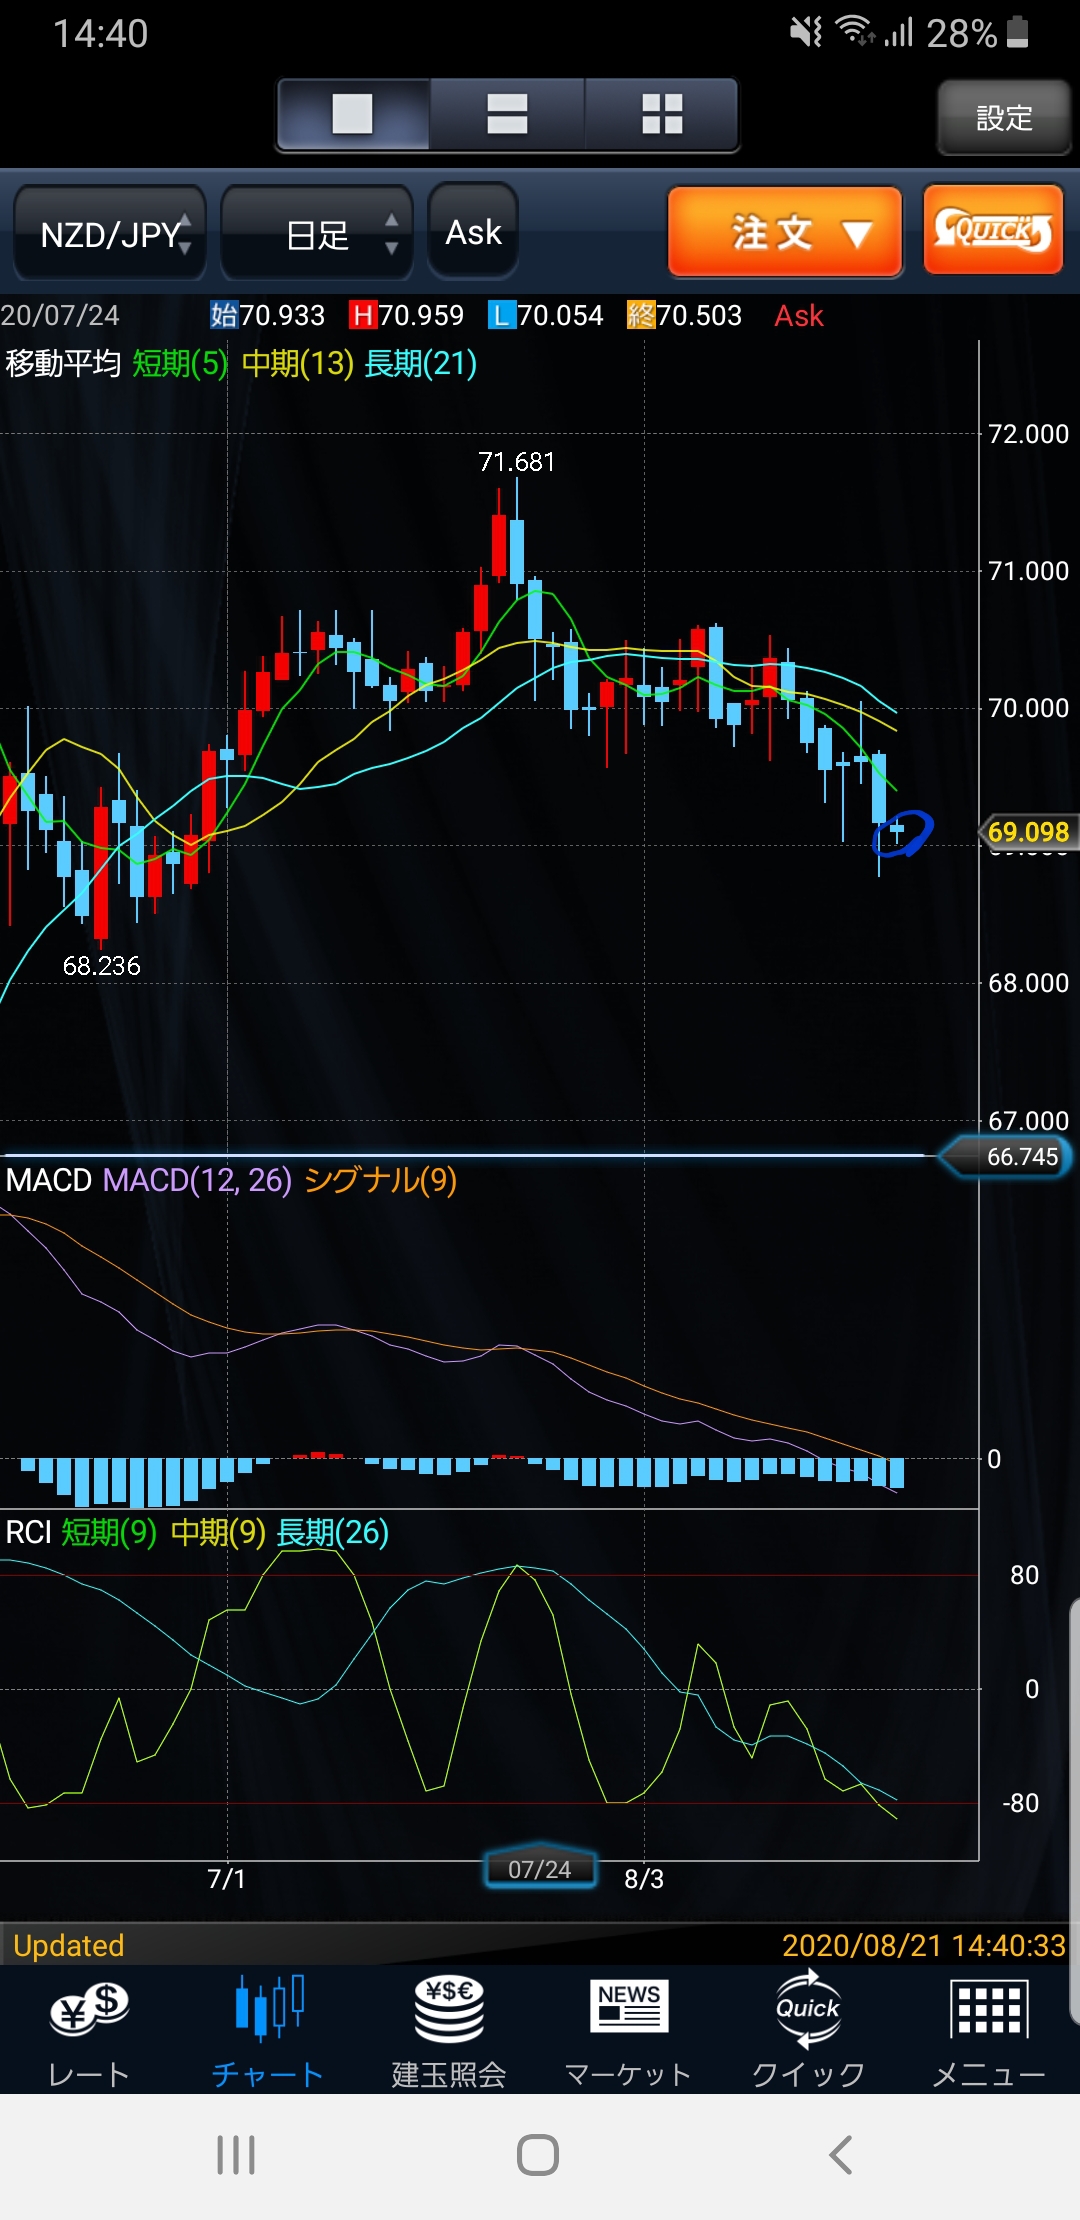 14:40 28%
設定
NZD/JPY 日足 Ask 注文 ▼ QUICK
20/07/24 始70.933 H70.959 L70.054 終70.503 Ask
移動平均 短期(5) 中期(13) 長期(21)
72.000
71.681
71.000
70.000
69.098
68.236
68.000
67.000
66.745
MACD MACD(12, 26) シグナル(9)
0
RCI 短期(9) 中期(9) 長期(26)
80
0
-80
7/1 07/24 8/3
Updated 2020/08/21 14:40:33
¥ $ ¥$€ NEWS Quick
レート チャート 建玉照会 マーケット クイック メニュー